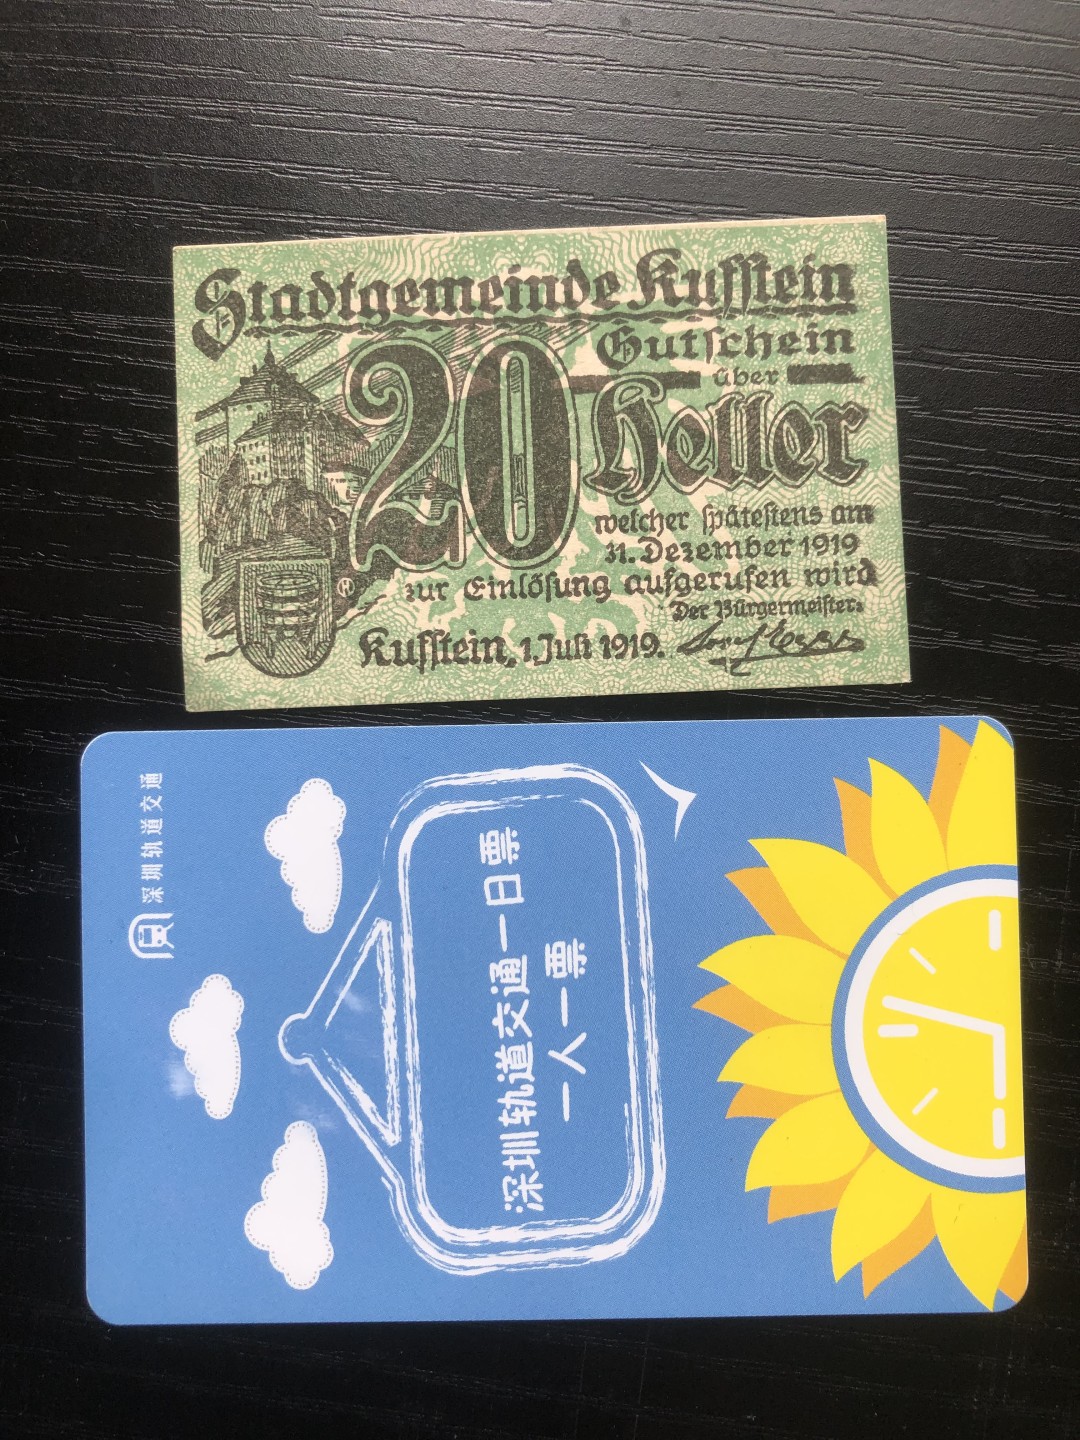 Stadtgemeinde Kufstein
Gutschein
über
20 Heller
welcher spätestens am
31. Dezember 1919
zur Einlösung aufgerufen wird
Der Bürgermeister:
Kufstein, 1. Juli 1919.
深圳轨道交通
深圳轨道交通一日票
一人一票